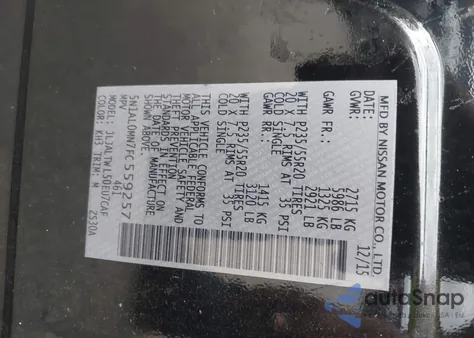 MFD BY NISSAN MOTOR CO., LTD.
DATE: 12/15
GVWR: 2715 KG
5986 LB
GAWR FR.: 1325 KG
2921 LB
WITH P235/55R20 TIRES
20 X 7.5 RIMS AT 35 PSI
COLD SINGLE
GAWR RR.: 1415 KG
3120 LB
WITH P235/55R20 TIRES
20 X 7.5 RIMS AT 35 PSI
COLD SINGLE
THIS VEHICLE CONFORMS TO
ALL APPLICABLE FEDERAL
MOTOR VEHICLE SAFETY AND
THEFT PREVENTION
STANDARDS IN EFFECT ON
THE DATE OF MANUFACTURE
SHOWN ABOVE.
5N1AL0MN7FC559257
MPV 461
MODEL:
COLOR: KH3 TRIM: M 2S30A
autoSnap